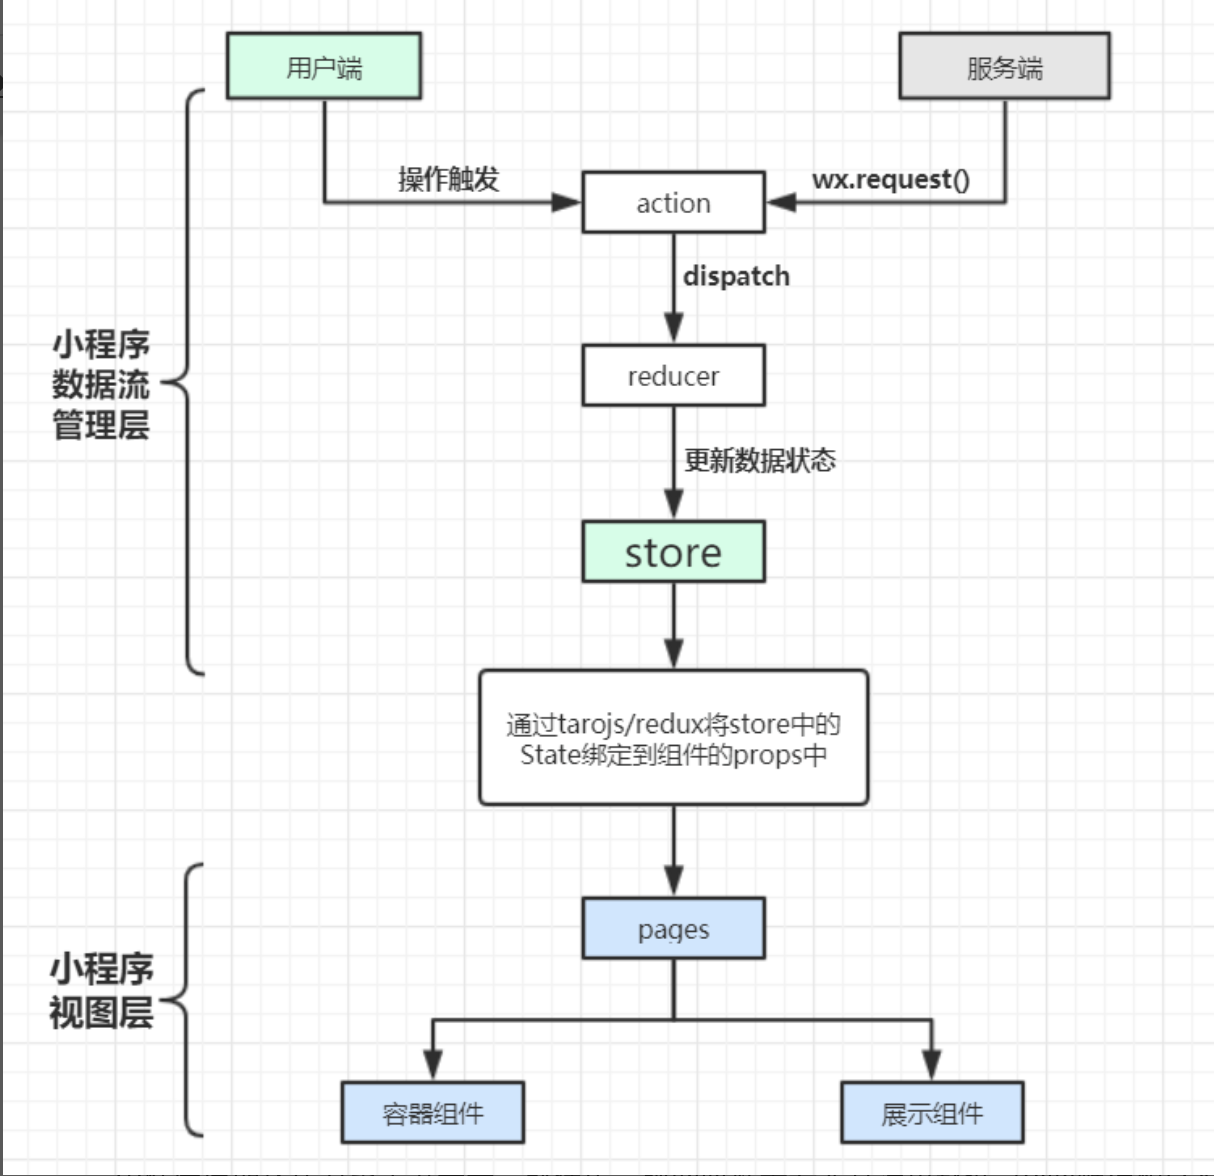 用户端
服务端
操作触发
wx.request()
action
dispatch
小程序
数据流
管理层
reducer
更新数据状态
store
通过tarojs/redux将store中的
State绑定到组件的props中
pages
小程序
视图层
容器组件
展示组件